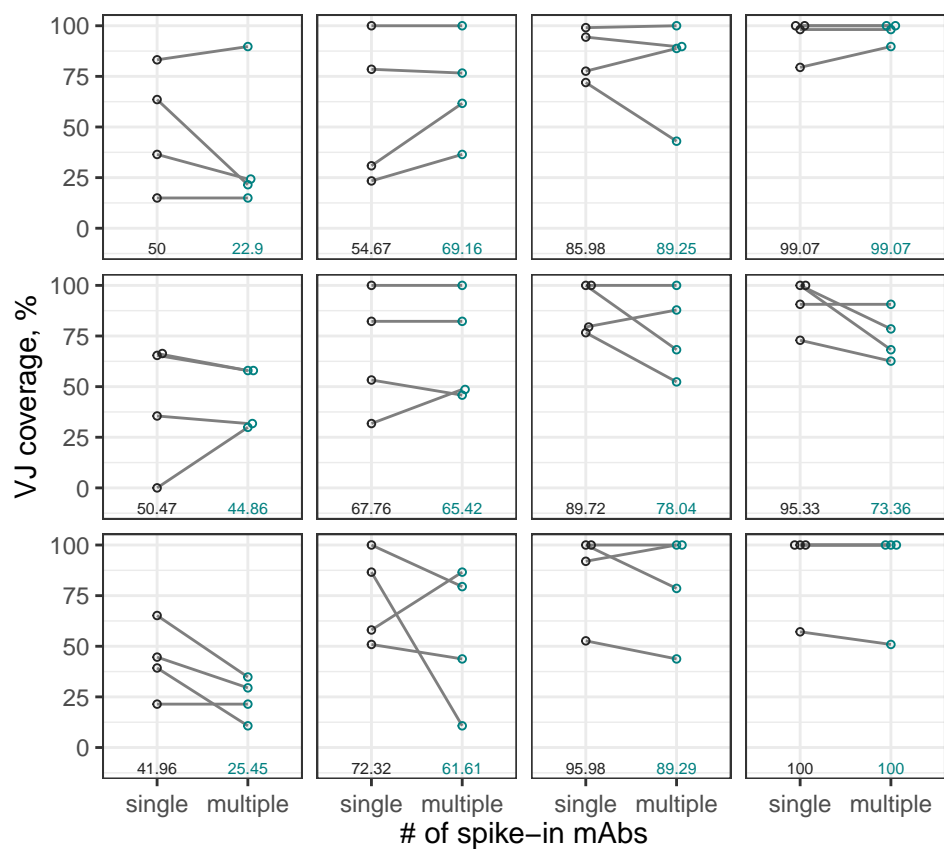 100
75
50
25
0
50 22.9 54.67 69.16 85.98 89.25 99.07 99.07
100
75
50
25
0
50.47 44.86 67.76 65.42 89.72 78.04 95.33 73.36
100
75
50
25
0
41.96 25.45 72.32 61.61 95.98 89.29 100 100
single multiple single multiple single multiple single multiple
# of spike−in mAbs
VJ coverage, %